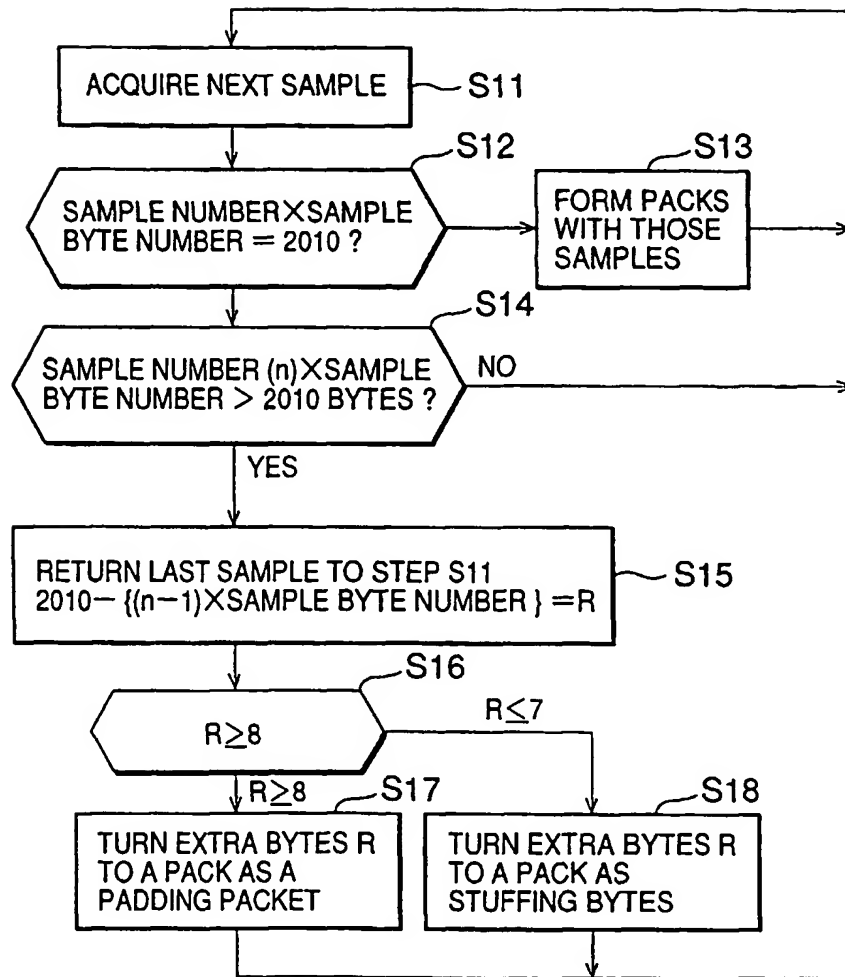 ACQUIRE NEXT SAMPLE
S11
S12
SAMPLE NUMBER×SAMPLE
BYTE NUMBER = 2010 ?
S13
FORM PACKS
WITH THOSE
SAMPLES
S14
SAMPLE NUMBER (n)×SAMPLE
BYTE NUMBER > 2010 BYTES ?
NO
YES
RETURN LAST SAMPLE TO STEP S11
2010−{(n−1)×SAMPLE BYTE NUMBER} =R
S15
S16
R≥8
R≤7
R≥8
S17
TURN EXTRA BYTES R
TO A PACK AS A
PADDING PACKET
S18
TURN EXTRA BYTES R
TO A PACK AS
STUFFING BYTES